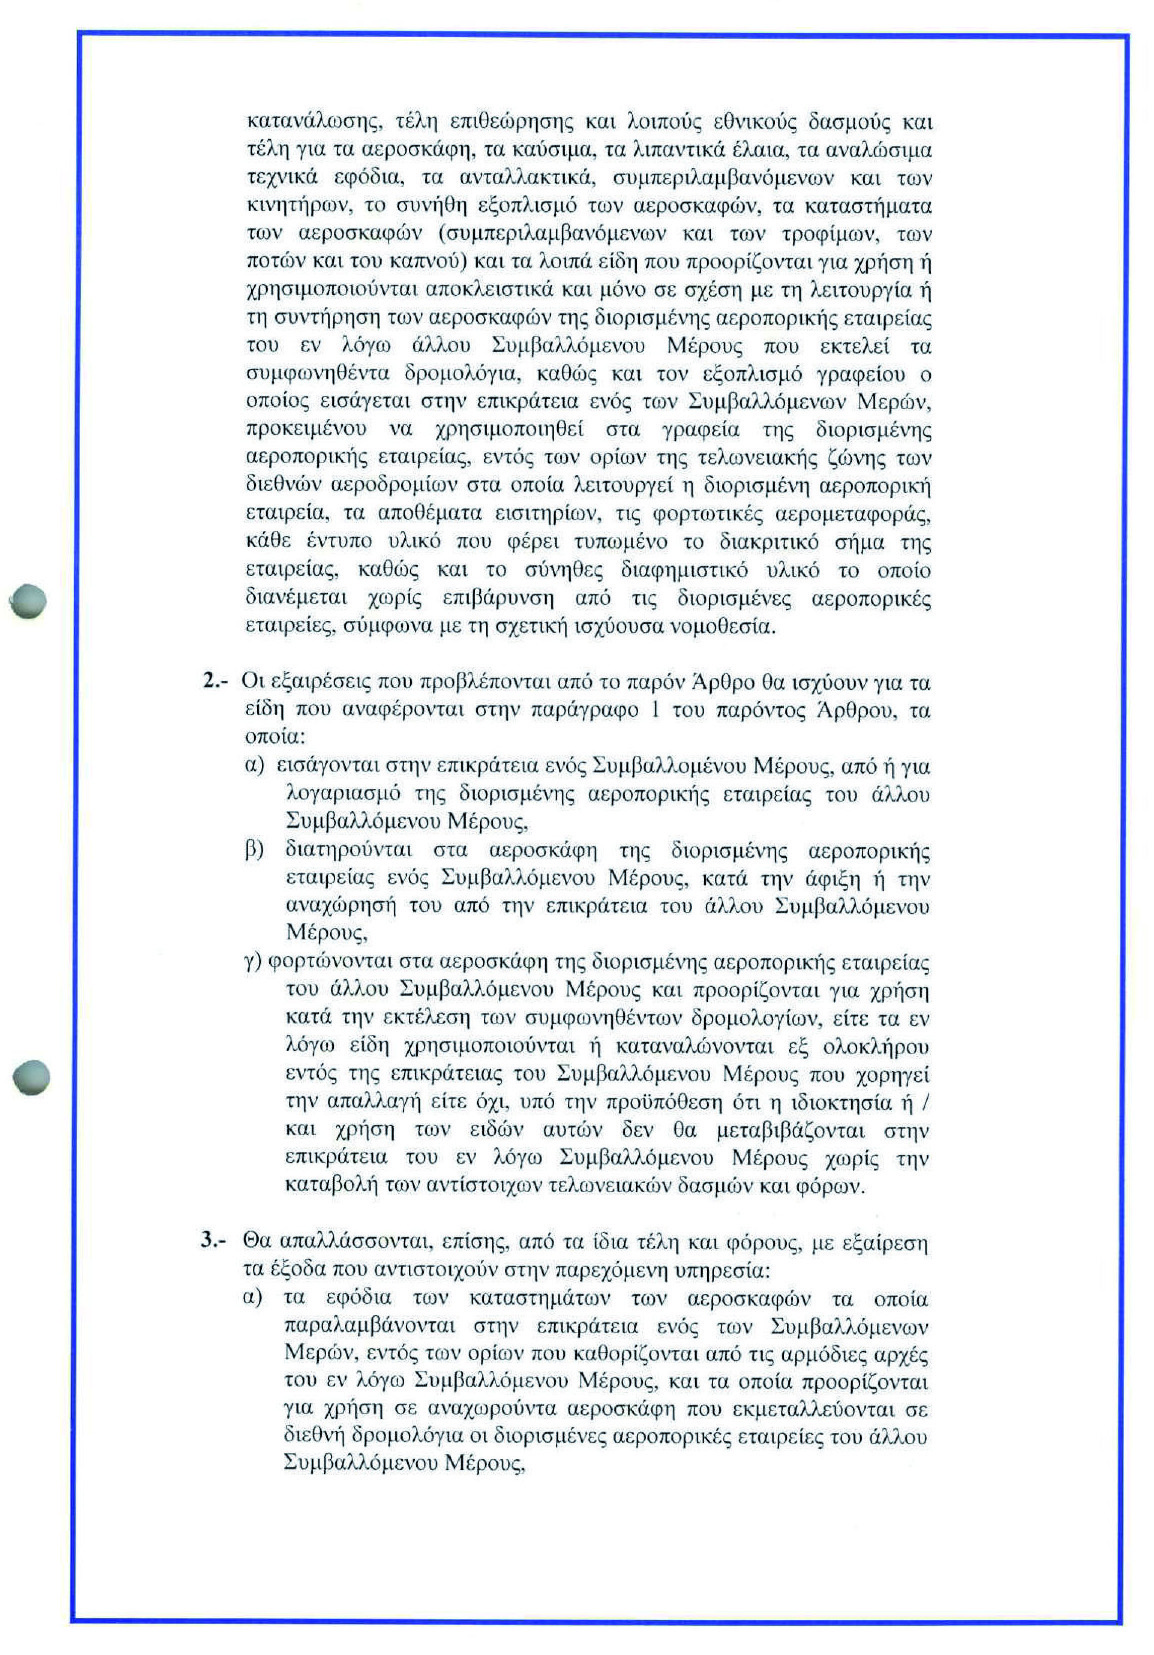 κατανάλωσης, τέλη επιθεώρησης και λοιπούς εθνικούς δασμούς και
τέλη για τα αεροσκάφη, τα καύσιμα, τα λιπαντικά έλαια, τα αναλώσιμα
τεχνικά εφόδια, τα ανταλλακτικά, συμπεριλαμβανόμενων και των
κινητήρων, το συνήθη εξοπλισμό των αεροσκαφών, τα καταστήματα
των αεροσκαφών (συμπεριλαμβανόμενων και των τροφίμων, των
ποτών και του καπνού) και τα λοιπά είδη που προορίζονται για χρήση ή
χρησιμοποιούνται αποκλειστικά και μόνο σε σχέση με τη λειτουργία ή
τη συντήρηση των αεροσκαφών της διορισμένης αεροπορικής εταιρείας
του εν λόγω άλλου Συμβαλλόμενου Μέρους που εκτελεί τα
συμφωνηθέντα δρομολόγια, καθώς και τον εξοπλισμό γραφείου ο
οποίος εισάγεται στην επικράτεια ενός των Συμβαλλόμενων Μερών,
προκειμένου να χρησιμοποιηθεί στα γραφεία της διορισμένης
αεροπορικής εταιρείας, εντός των ορίων της τελωνειακής ζώνης των
διεθνών αεροδρομίων στα οποία λειτουργεί η διορισμένη αεροπορική
εταιρεία, τα αποθέματα εισιτηρίων, τις φορτωτικές αερομεταφοράς,
κάθε έντυπο υλικό που φέρει τυπωμένο το διακριτικό σήμα της
εταιρείας, καθώς και το σύνηθες διαφημιστικό υλικό το οποίο
διανέμεται χωρίς επιβάρυνση από τις διορισμένες αεροπορικές
εταιρείες, σύμφωνα με τη σχετική ισχύουσα νομοθεσία.
2.- Οι εξαιρέσεις που προβλέπονται από το παρόν Άρθρο θα ισχύουν για τα
είδη που αναφέρονται στην παράγραφο 1 του παρόντος Άρθρου, τα
οποία:
α) εισάγονται στην επικράτεια ενός Συμβαλλομένου Μέρους, από ή για
λογαριασμό της διορισμένης αεροπορικής εταιρείας του άλλου
Συμβαλλόμενου Μέρους,
β) διατηρούνται στα αεροσκάφη της διορισμένης αεροπορικής
εταιρείας ενός Συμβαλλόμενου Μέρους, κατά την άφιξη ή την
αναχώρησή του από την επικράτεια του άλλου Συμβαλλόμενου
Μέρους,
γ) φορτώνονται στα αεροσκάφη της διορισμένης αεροπορικής εταιρείας
του άλλου Συμβαλλόμενου Μέρους και προορίζονται για χρήση
κατά την εκτέλεση των συμφωνηθέντων δρομολογίων, είτε τα εν
λόγω είδη χρησιμοποιούνται ή καταναλώνονται εξ ολοκλήρου
εντός της επικράτειας του Συμβαλλόμενου Μέρους που χορηγεί
την απαλλαγή είτε όχι, υπό την προϋπόθεση ότι η ιδιοκτησία ή /
και χρήση των ειδών αυτών δεν θα μεταβιβάζονται στην
επικράτεια του εν λόγω Συμβαλλόμενου Μέρους χωρίς την
καταβολή των αντίστοιχων τελωνειακών δασμών και φόρων.
3.- Θα απαλλάσσονται, επίσης, από τα ίδια τέλη και φόρους, με εξαίρεση
τα έξοδα που αντιστοιχούν στην παρεχόμενη υπηρεσία:
α) τα εφόδια των καταστημάτων των αεροσκαφών τα οποία
παραλαμβάνονται στην επικράτεια ενός των Συμβαλλόμενων
Μερών, εντός των ορίων που καθορίζονται από τις αρμόδιες αρχές
του εν λόγω Συμβαλλόμενου Μέρους, και τα οποία προορίζονται
για χρήση σε αναχωρούντα αεροσκάφη που εκμεταλλεύονται σε
διεθνή δρομολόγια οι διορισμένες αεροπορικές εταιρείες του άλλου
Συμβαλλόμενου Μέρους,